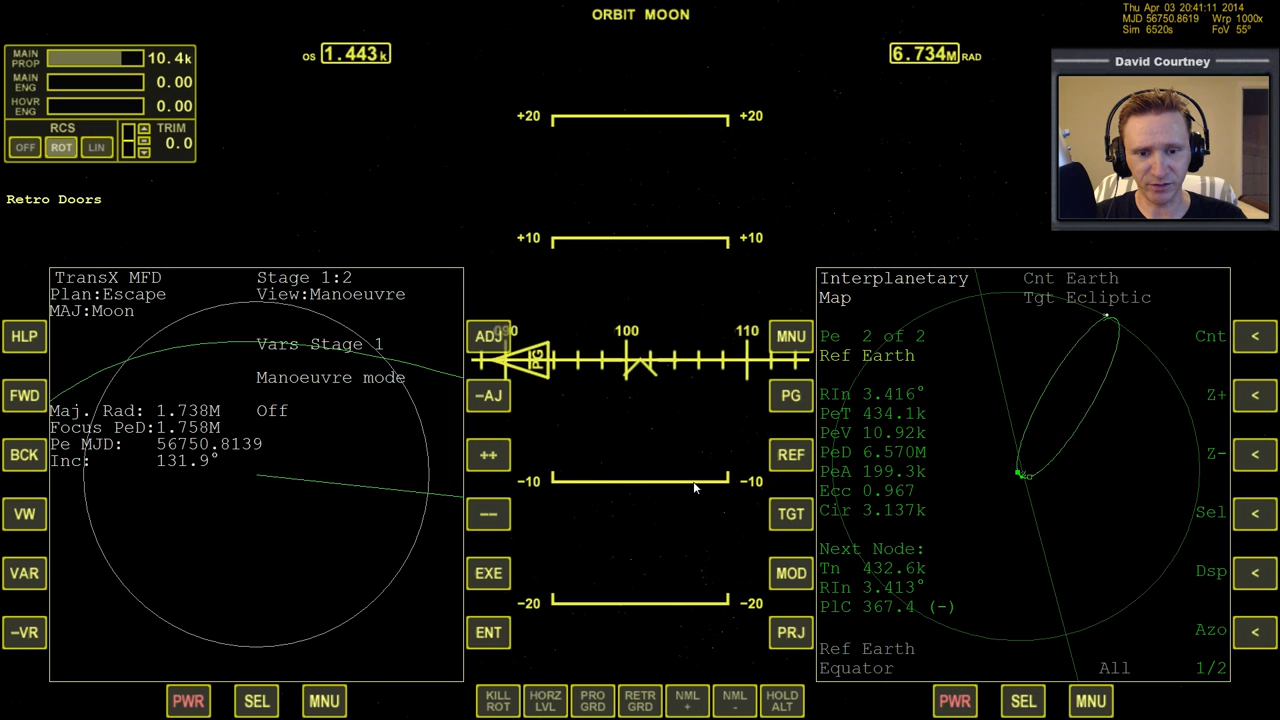 ORBIT MOON
Thu Apr 03 20:41:11 2014
MJD 56750.8619 Wrp 1000x
Sim 6520s FoV 55°
MAIN PROP 10.4k
MAIN ENG 0.00
HOVR ENG 0.00
RCS TRIM
OFF ROT LIN 0.0
OS 1.443k
6.734M RAD
David Courtney
Retro Doors
+20 +20
+10 +10
090 100 110
PG
-10 -10
-20 -20
TransX MFD Stage 1:2
Plan:Escape View:Manoeuvre
MAJ:Moon
Vars Stage 1
Manoeuvre mode
Maj. Rad: 1.738M Off
Focus PeD:1.758M
Pe MJD: 56750.8139
Inc: 131.9°
HLP
FWD
BCK
VW
VAR
-VR
ADJ
-AJ
++
--
EXE
ENT
PWR SEL MNU
KILL ROT
HORZ LVL
PRO GRD
RETR GRD
NML +
NML -
HOLD ALT
MNU
PG
REF
TGT
MOD
PRJ
Interplanetary Cnt Earth
Map Tgt Ecliptic
Pe 2 of 2
Ref Earth
RIn 3.416°
PeT 434.1k
PeV 10.92k
PeD 6.570M
PeA 199.3k
Ecc 0.967
Cir 3.137k
Next Node:
Tn 432.6k
RIn 3.413°
PlC 367.4 (-)
Ref Earth
Equator All 1/2
Cnt <
Z+ <
Z- <
Sel <
Dsp <
Azo <
PWR SEL MNU